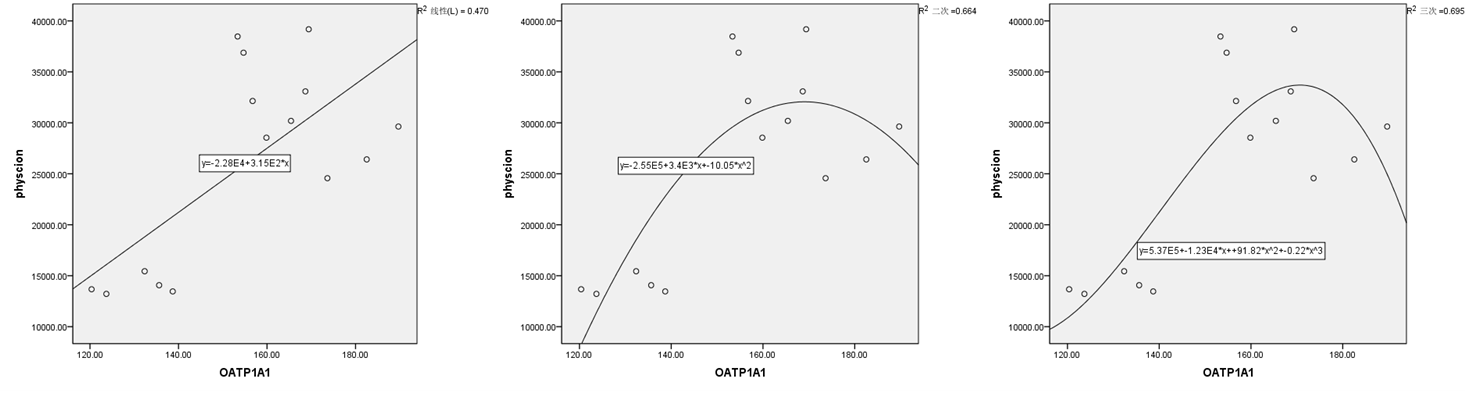 R² 线性(L) = 0.470
40000.00
35000.00
30000.00
25000.00
20000.00
15000.00
10000.00
physcion
y=-2.28E4+3.15E2*x
120.00
140.00
160.00
180.00
OATP1A1
R² 二次 =0.664
40000.00
35000.00
30000.00
25000.00
20000.00
15000.00
10000.00
physcion
y=-2.55E5+3.4E3*x+-10.05*x^2
120.00
140.00
160.00
180.00
OATP1A1
R² 三次 =0.695
40000.00
35000.00
30000.00
25000.00
20000.00
15000.00
10000.00
physcion
y=5.37E5+-1.23E4*x++91.82*x^2+-0.22*x^3
120.00
140.00
160.00
180.00
OATP1A1